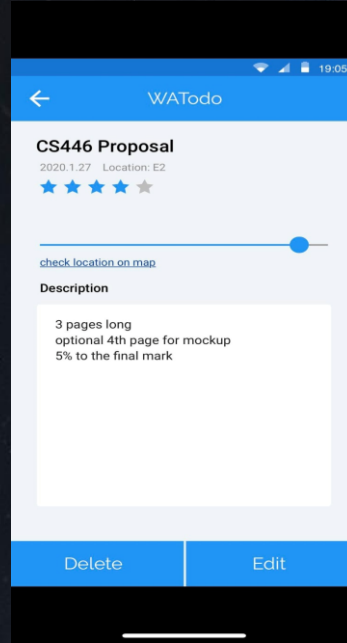 19:05
WATodo
CS446 Proposal
2020.1.27 Location: E2
check location on map
Description
3 pages long
optional 4th page for mockup
5% to the final mark
Delete
Edit